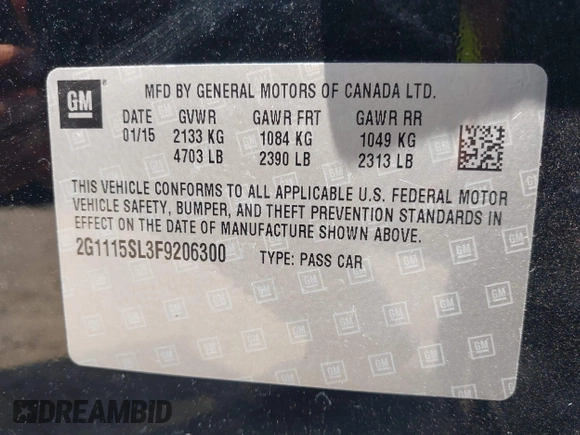 GM
MFD BY GENERAL MOTORS OF CANADA LTD.
DATE GVWR GAWR FRT GAWR RR
01/15 2133 KG 1084 KG 1049 KG
4703 LB 2390 LB 2313 LB
THIS VEHICLE CONFORMS TO ALL APPLICABLE U.S. FEDERAL MOTOR
VEHICLE SAFETY, BUMPER, AND THEFT PREVENTION STANDARDS IN
EFFECT ON THE DATE OF MANUFACTURE SHOWN ABOVE.
2G1115SL3F9206300 TYPE: PASS CAR
DREAMBID